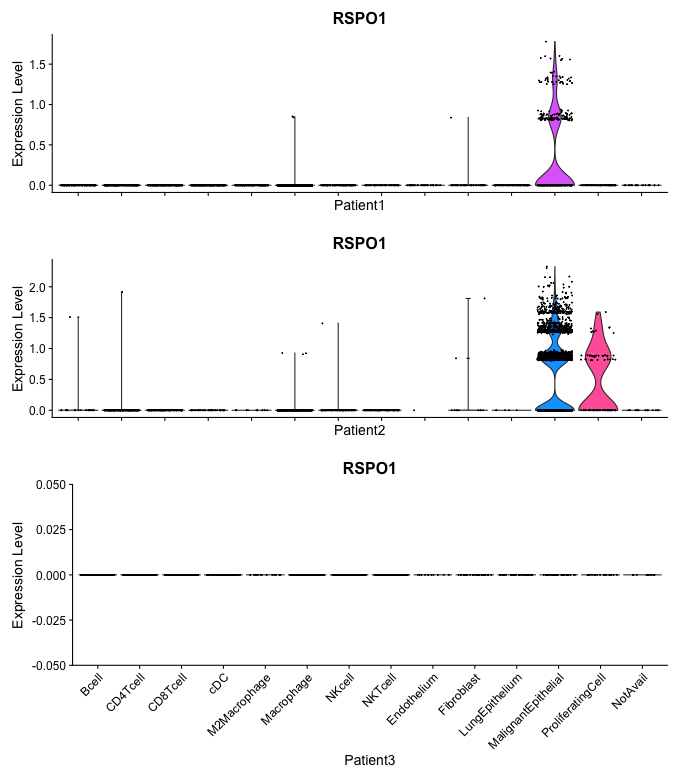 RSPO1
Expression Level
1.5
1.0
0.5
0.0
Patient1
RSPO1
Expression Level
2.0
1.5
1.0
0.5
0.0
Patient2
RSPO1
Expression Level
0.050
0.025
0.000
-0.025
-0.050
Bcell
CD4Tcell
CD8Tcell
cDC
M2Macrophage
Macrophage
NKcell
NKTcell
Endothelium
Fibroblast
LungEpithelium
MalignantEpithelial
ProliferatingCell
NotAvail
Patient3